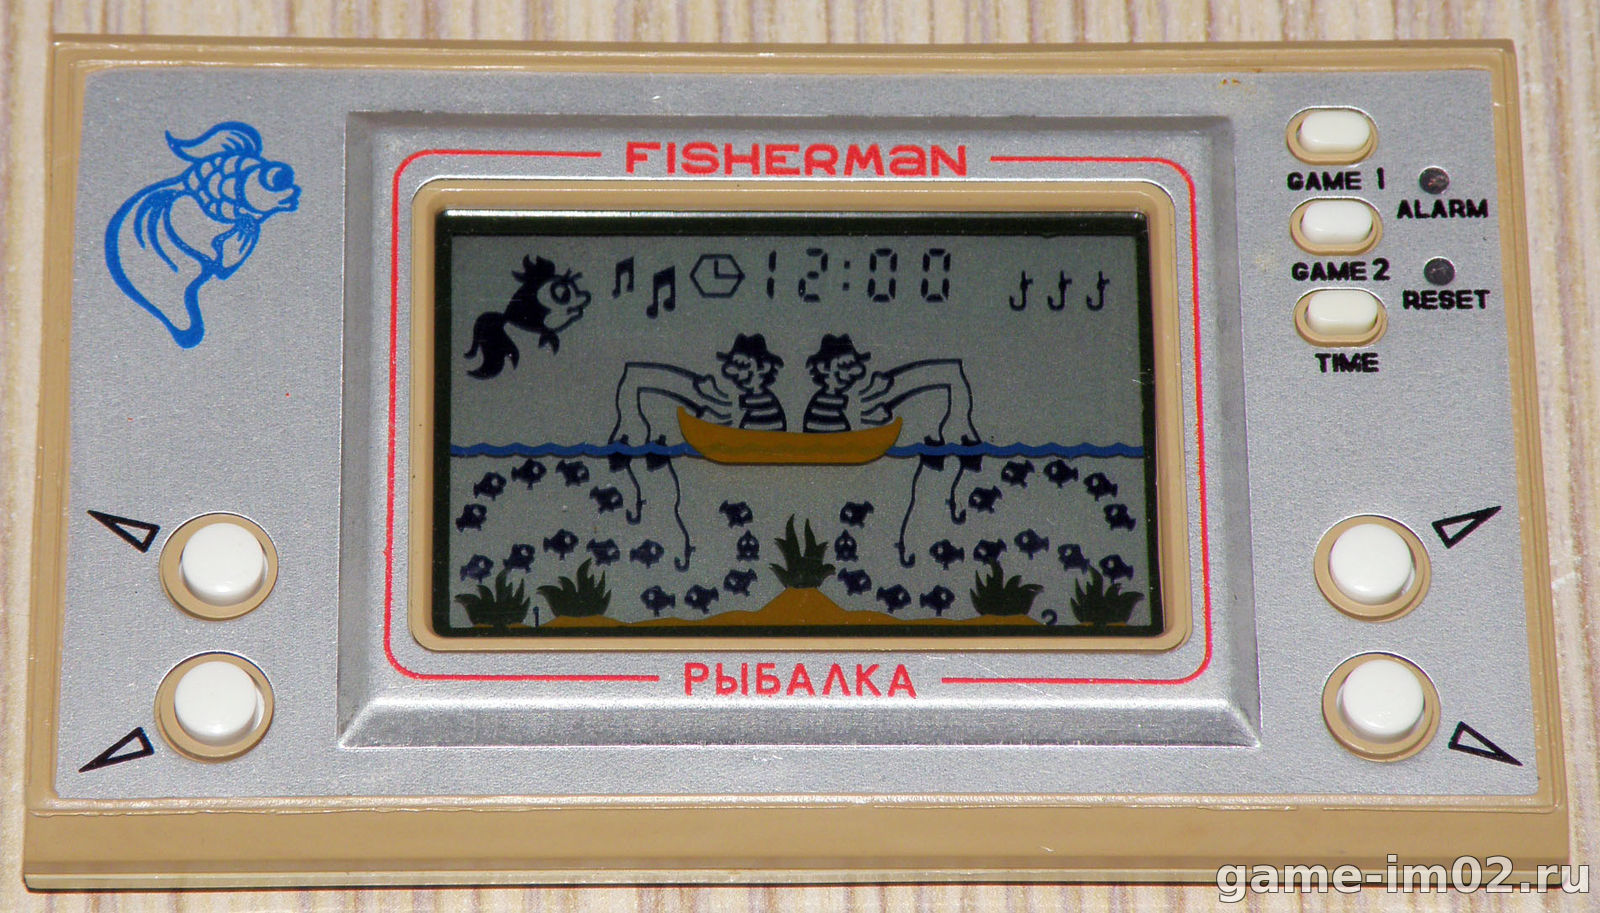 FISHERMAN
12:00
GAME 1
ALARM
GAME 2
RESET
TIME
1
2
РЫБАЛКА
game-im02.ru